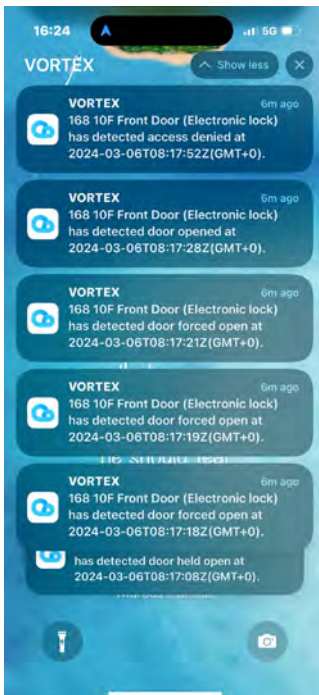 16:24
5G
VORTEX
Show less
VORTEX
6m ago
168 10F Front Door (Electronic lock)
has detected access denied at
2024-03-06T08:17:52Z(GMT+0).
VORTEX
6m ago
168 10F Front Door (Electronic lock)
has detected door opened at
2024-03-06T08:17:28Z(GMT+0).
VORTEX
6m ago
168 10F Front Door (Electronic lock)
has detected door forced open at
2024-03-06T08:17:21Z(GMT+0).
VORTEX
6m ago
168 10F Front Door (Electronic lock)
has detected door forced open at
2024-03-06T08:17:19Z(GMT+0).
he should fear
VORTEX
6m ago
168 10F Front Door (Electronic lock)
has detected door forced open at
2024-03-06T08:17:18Z(GMT+0).
has detected door held open at
2024-03-06T08:17:08Z(GMT+0).